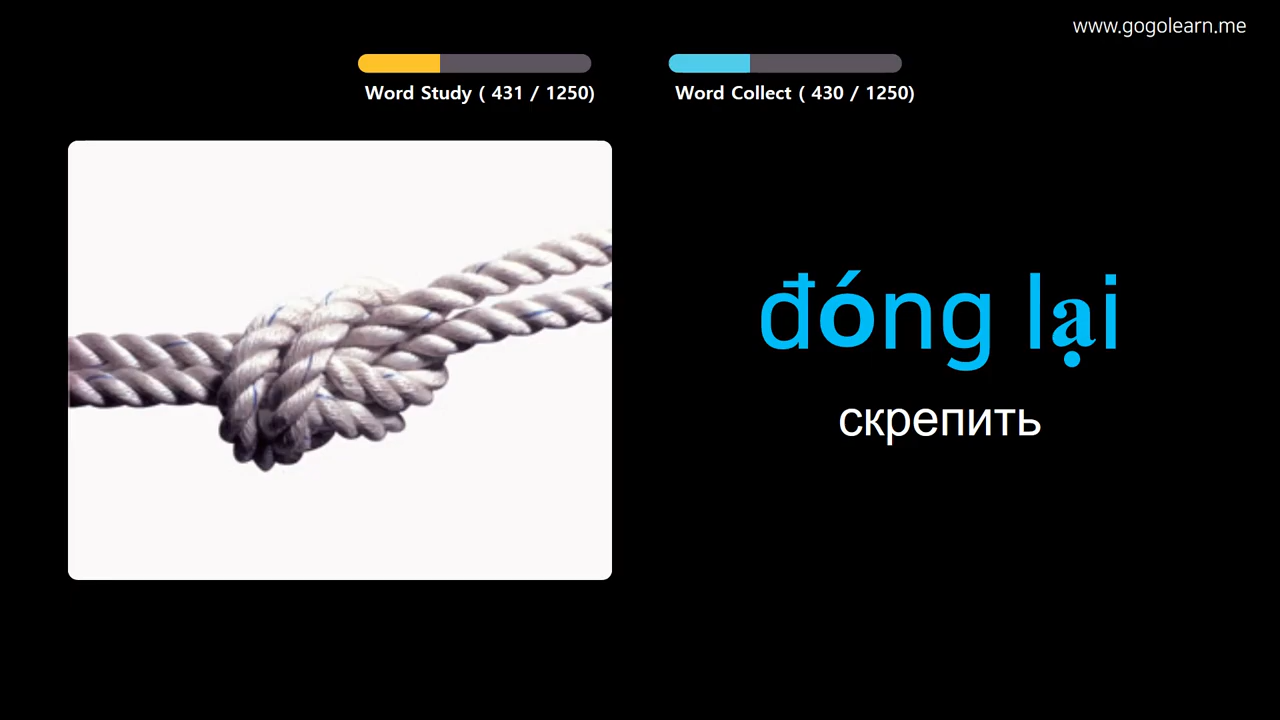 www.gogolearn.me
Word Study ( 431 / 1250)
Word Collect ( 430 / 1250)
đóng lại
скрепить